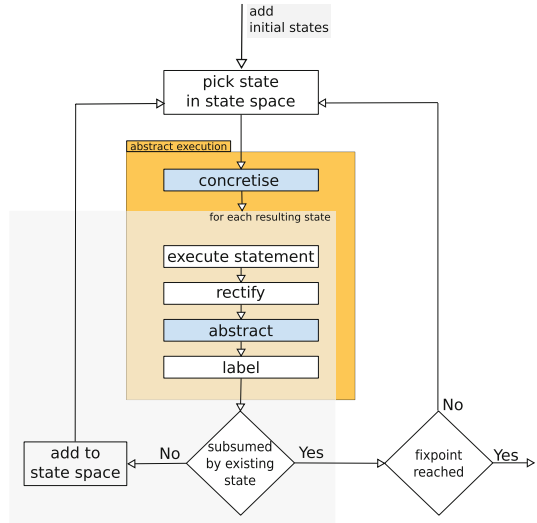 add
initial states
pick state
in state space
abstract execution
concretise
for each resulting state
execute statement
rectify
abstract
label
No
subsumed
by existing
state
Yes
add to
state space
No
fixpoint
reached
Yes